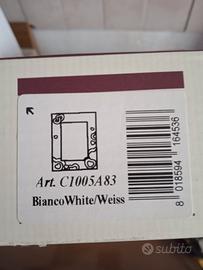 Art. C1005A83
BiancoWhite/Weiss
8 018594 164536
subito